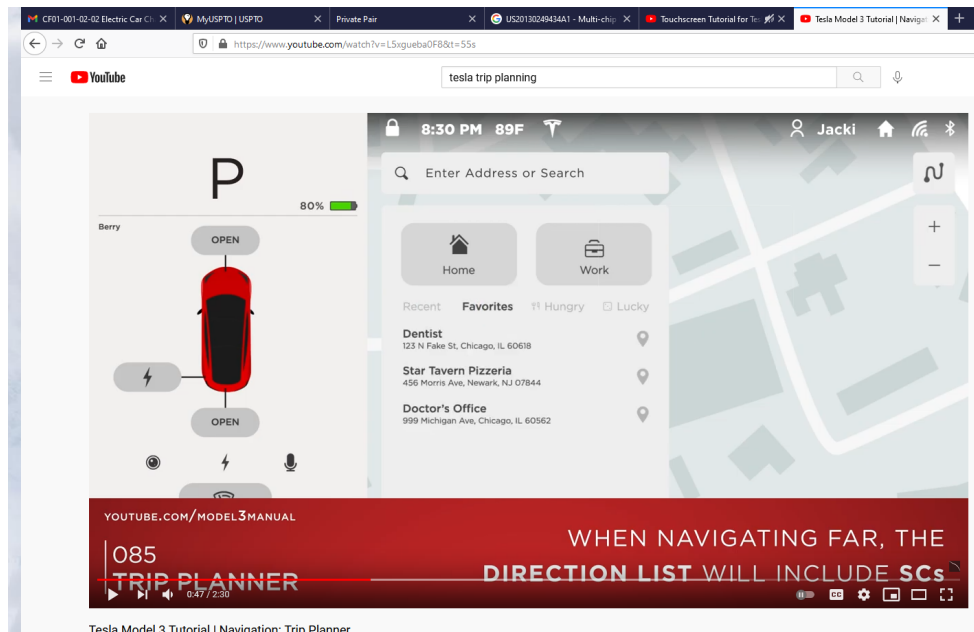 CF01-001-02-02 Electric Car Ch
MyUSPTO | USPTO
Private Pair
US20130249434A1 - Multi-chip
Touchscreen Tutorial for Tes
Tesla Model 3 Tutorial | Navigat
https://www.youtube.com/watch?v=L5xgueba0F8&t=55s
YouTube
tesla trip planning
8:30 PM 89F
Jacki
P
80%
Berry
OPEN
OPEN
Enter Address or Search
Home
Work
Recent Favorites Hungry Lucky
Dentist
123 N Fake St, Chicago, IL 60618
Star Tavern Pizzeria
456 Morris Ave, Newark, NJ 07844
Doctor's Office
999 Michigan Ave, Chicago, IL 60562
YOUTUBE.COM/MODEL3MANUAL
085
TRIP PLANNER
WHEN NAVIGATING FAR, THE
DIRECTION LIST WILL INCLUDE SCs
0:47 / 2:30
CC
Tesla Model 3 Tutorial | Navigation: Trip Planner